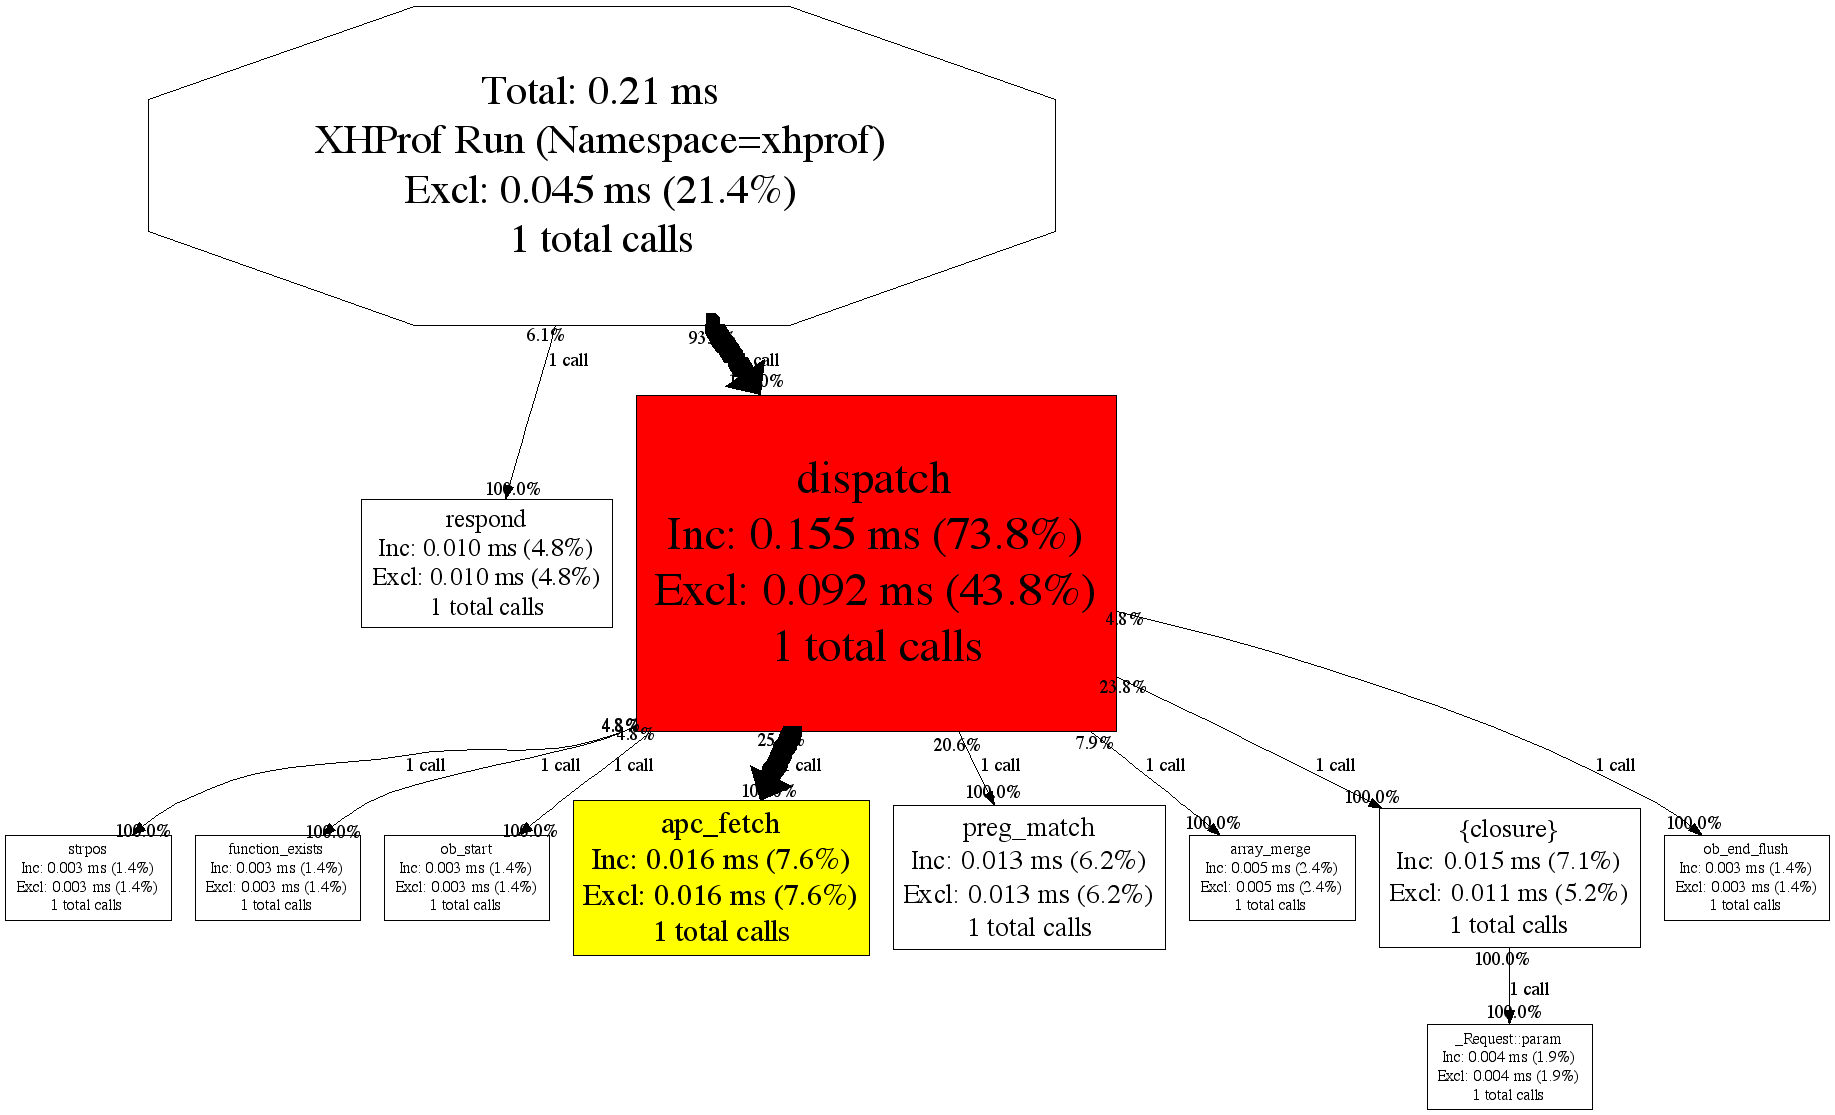 Total: 0.21 ms
XHProf Run (Namespace=xhprof)
Excl: 0.045 ms (21.4%)
1 total calls
6.1%
1 call
call
100.0%
respond
Inc: 0.010 ms (4.8%)
Excl: 0.010 ms (4.8%)
1 total calls
dispatch
Inc: 0.155 ms (73.8%)
Excl: 0.092 ms (43.8%)
1 total calls
4.8%
23.8%
4.8%
4.8%
20.6%
7.9%
1 call
1 call
1 call
call
1 call
1 call
1 call
1 call
100.0%
100.0%
100.0%
100.0%
100.0%
100.0%
100.0%
strpos
Inc: 0.003 ms (1.4%)
Excl: 0.003 ms (1.4%)
1 total calls
function_exists
Inc: 0.003 ms (1.4%)
Excl: 0.003 ms (1.4%)
1 total calls
ob_start
Inc: 0.003 ms (1.4%)
Excl: 0.003 ms (1.4%)
1 total calls
apc_fetch
Inc: 0.016 ms (7.6%)
Excl: 0.016 ms (7.6%)
1 total calls
preg_match
Inc: 0.013 ms (6.2%)
Excl: 0.013 ms (6.2%)
1 total calls
array_merge
Inc: 0.005 ms (2.4%)
Excl: 0.005 ms (2.4%)
1 total calls
{closure}
Inc: 0.015 ms (7.1%)
Excl: 0.011 ms (5.2%)
1 total calls
ob_end_flush
Inc: 0.003 ms (1.4%)
Excl: 0.003 ms (1.4%)
1 total calls
100.0%
1 call
100.0%
_Request::param
Inc: 0.004 ms (1.9%)
Excl: 0.004 ms (1.9%)
1 total calls